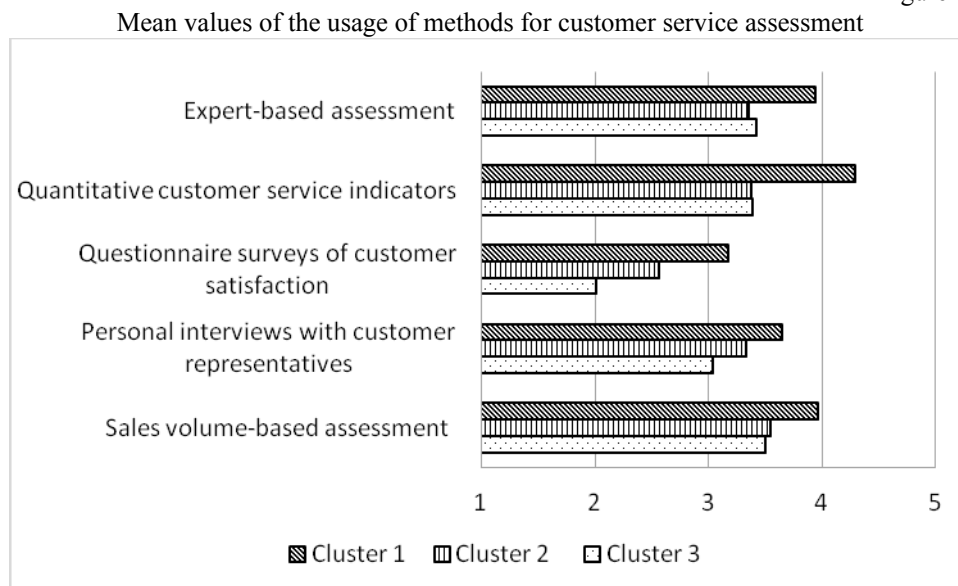 Mean values of the usage of methods for customer service assessment
Expert-based assessment
Quantitative customer service indicators
Questionnaire surveys of customer
satisfaction
Personal interviews with customer
representatives
Sales volume-based assessment
1 2 3 4 5
Cluster 1 Cluster 2 Cluster 3